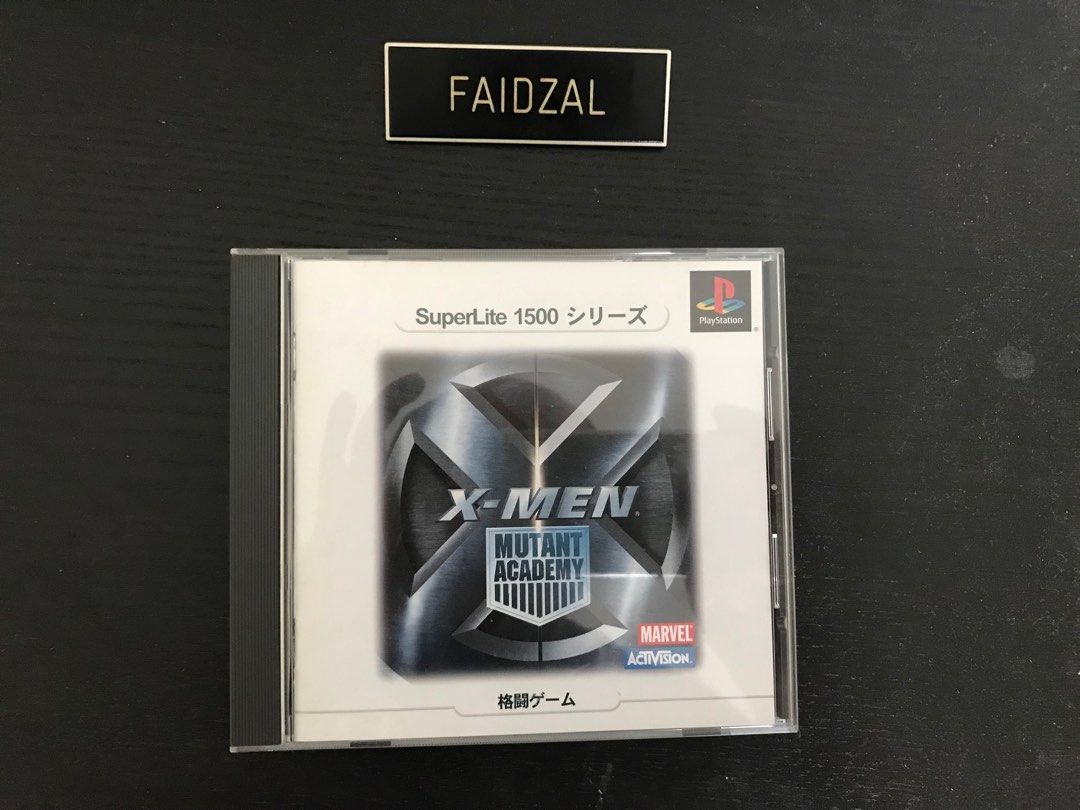 FAIDZAL
SuperLite 1500 シリーズ
PlayStation
®
X-MEN
MUTANT
ACADEMY
MARVEL
ACTIVISION
格闘ゲーム